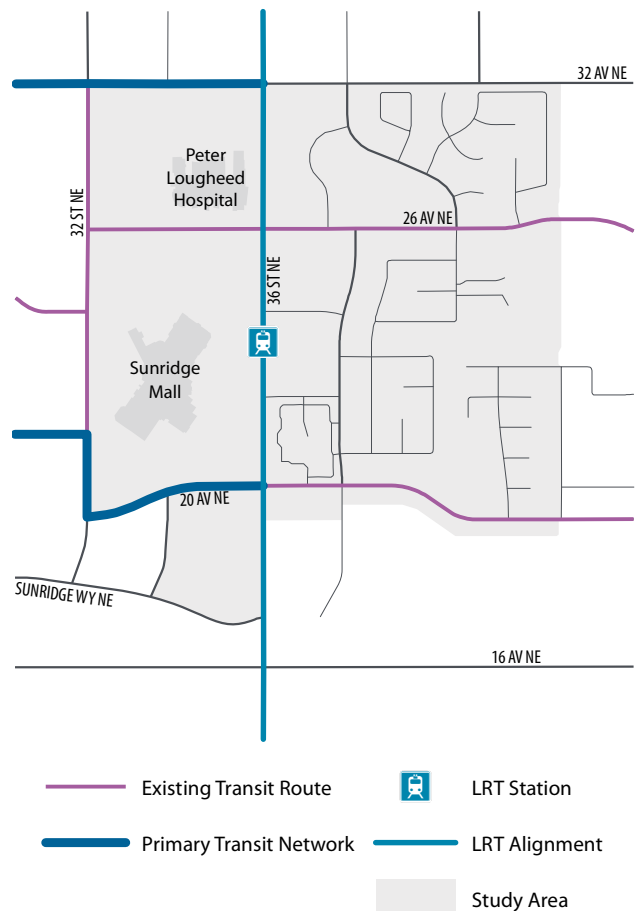 32 AV NE
Peter
Lougheed
Hospital
32 ST NE
26 AV NE
36 ST NE
Sunridge
Mall
20 AV NE
SUNRIDGE WY NE
16 AV NE
Existing Transit Route
LRT Station
Primary Transit Network
LRT Alignment
Study Area